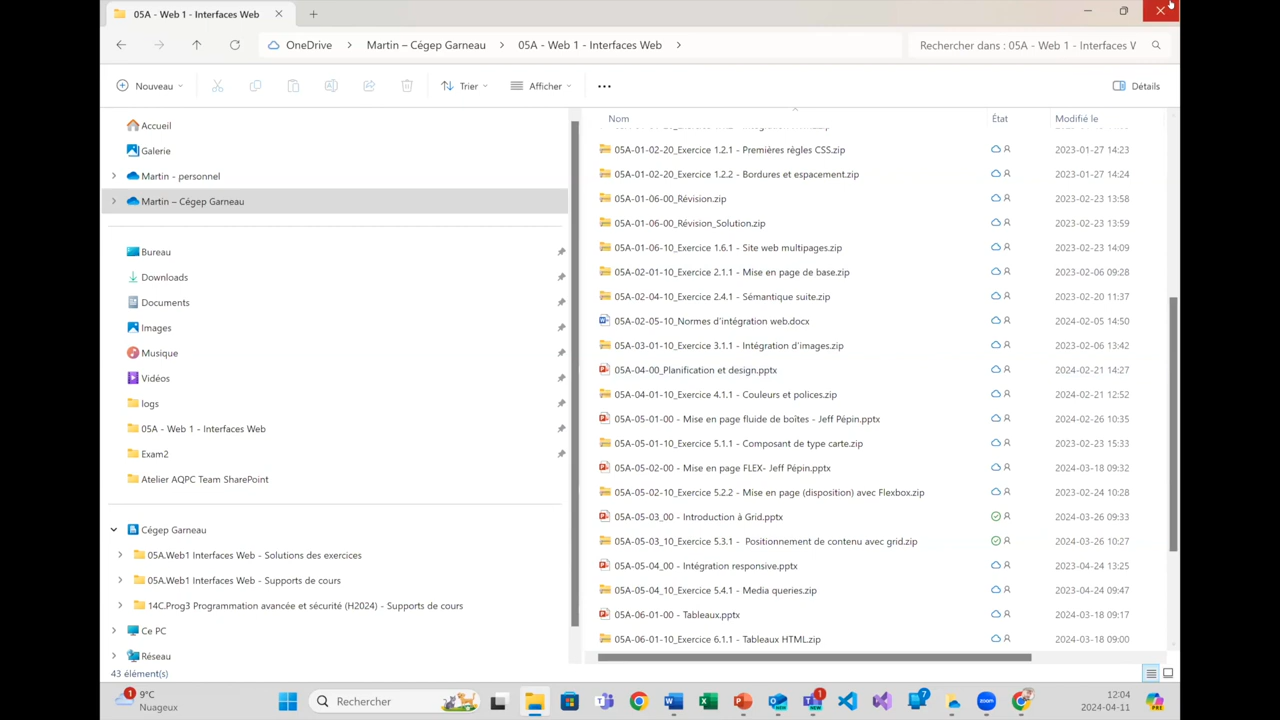 05A - Web 1 - Interfaces Web
OneDrive
Martin – Cégep Garneau
05A - Web 1 - Interfaces Web
Rechercher dans : 05A - Web 1 - Interfaces W
Nouveau
Trier
Afficher
Détails
Accueil
Galerie
Martin - personnel
Martin – Cégep Garneau
Bureau
Downloads
Documents
Images
Musique
Vidéos
logs
05A - Web 1 - Interfaces Web
Exam2
Atelier AQPC Team SharePoint
Cégep Garneau
05A.Web1 Interfaces Web - Solutions des exercices
05A.Web1 Interfaces Web - Supports de cours
14C.Prog3 Programmation avancée et sécurité (H2024) - Supports de cours
Ce PC
Réseau
43 élément(s)
Nom État Modifié le
05A-01-02-20_Exercice 1.2.1 - Premières règles CSS.zip 2023-01-27 14:23
05A-01-02-20_Exercice 1.2.2 - Bordures et espacement.zip 2023-01-27 14:24
05A-01-06-00_Révision.zip 2023-02-23 13:58
05A-01-06-00_Révision_Solution.zip 2023-02-23 13:59
05A-01-06-10_Exercice 1.6.1 - Site web multipages.zip 2023-02-23 14:09
05A-02-01-10_Exercice 2.1.1 - Mise en page de base.zip 2023-02-06 09:28
05A-02-04-10_Exercice 2.4.1 - Sémantique suite.zip 2023-02-20 11:37
05A-02-05-10_Normes d'intégration web.docx 2024-02-05 14:50
05A-03-01-10_Exercice 3.1.1 - Intégration d'images.zip 2023-02-06 13:42
05A-04-00_Planification et design.pptx 2024-02-21 14:27
05A-04-01-10_Exercice 4.1.1 - Couleurs et polices.zip 2024-02-21 12:52
05A-05-01-00 - Mise en page fluide de boîtes - Jeff Pépin.pptx 2024-02-26 10:35
05A-05-01-10_Exercice 5.1.1 - Composant de type carte.zip 2023-02-23 15:33
05A-05-02-00 - Mise en page FLEX- Jeff Pépin.pptx 2024-03-18 09:32
05A-05-02-10_Exercice 5.2.2 - Mise en page (disposition) avec Flexbox.zip 2023-02-24 10:28
05A-05-03_00 - Introduction à Grid.pptx 2024-03-26 09:33
05A-05-03_10_Exercice 5.3.1 - Positionnement de contenu avec grid.zip 2024-03-26 10:27
05A-05-04_00 - Intégration responsive.pptx 2023-04-24 13:25
05A-05-04_10_Exercice 5.4.1 - Media queries.zip 2023-04-24 09:47
05A-06-01-00 - Tableaux.pptx 2024-03-18 09:17
05A-06-01-10_Exercice 6.1.1 - Tableaux HTML.zip 2024-03-18 09:00
1
9°C
Nuageux
Rechercher
NEW
1
NEW
7
12:04
2024-04-11
PRE